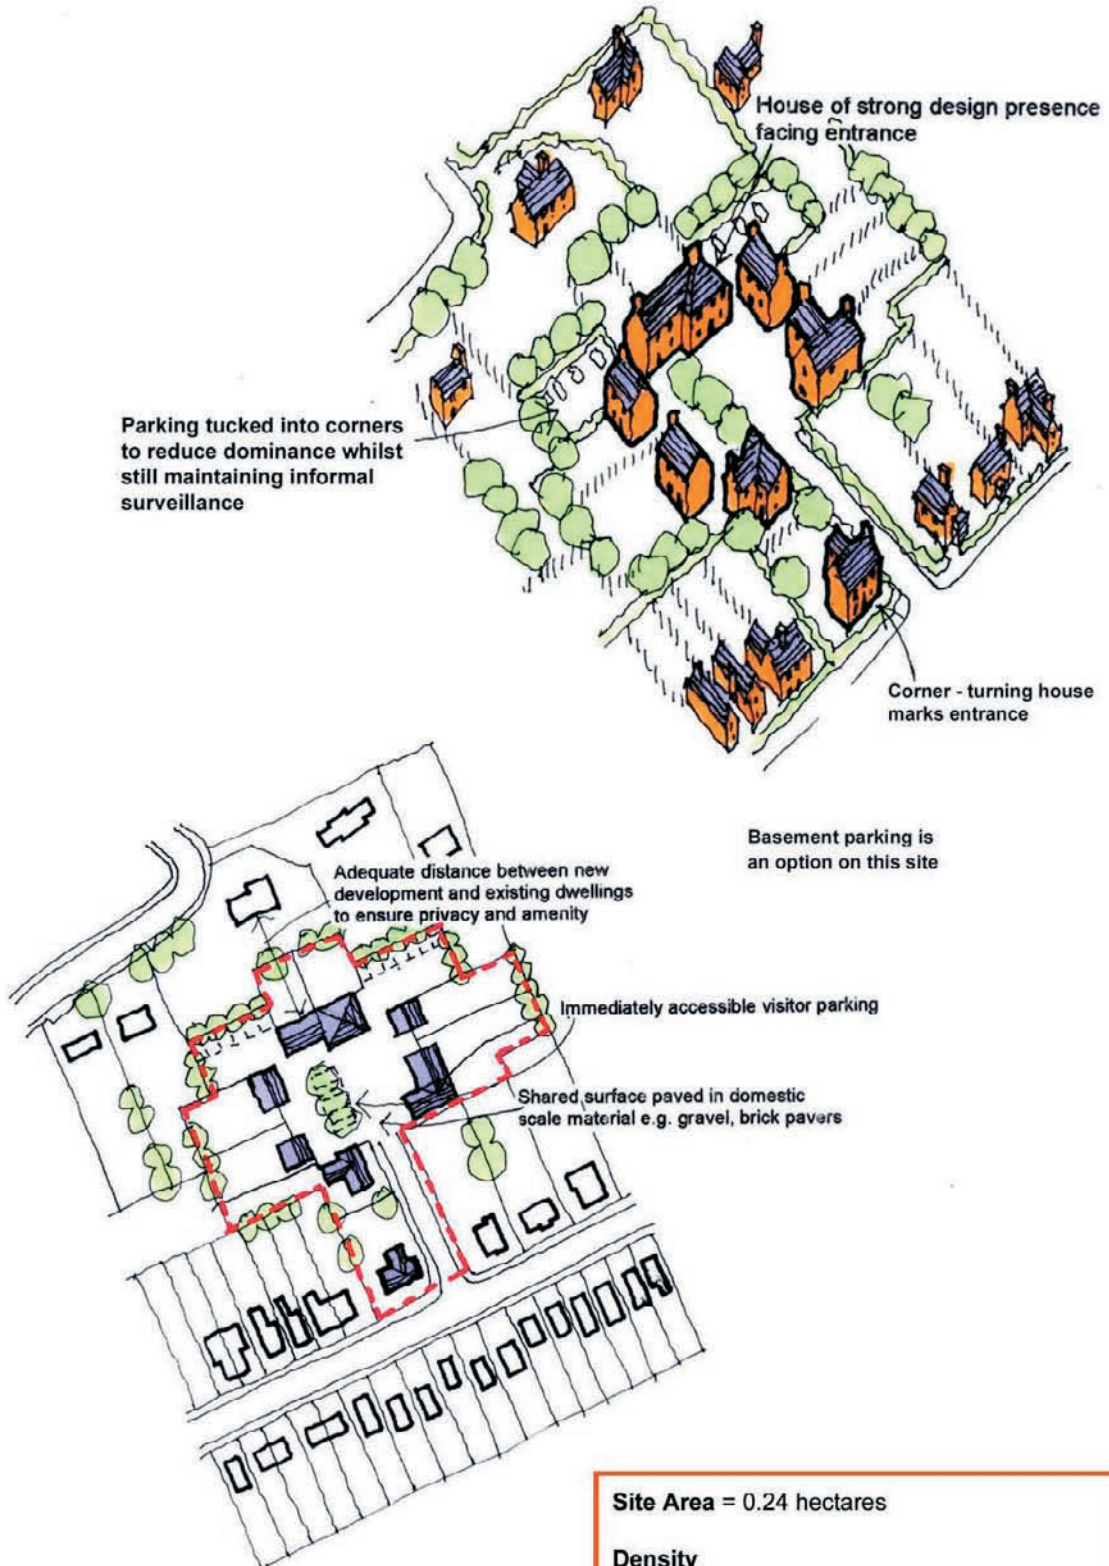 House of strong design presence
facing entrance
Parking tucked into corners
to reduce dominance whilst
still maintaining informal
surveillance
Corner - turning house
marks entrance
Basement parking is
an option on this site
Adequate distance between new
development and existing dwellings
to ensure privacy and amenity
Immediately accessible visitor parking
Shared surface paved in domestic
scale material e.g. gravel, brick pavers
Site Area = 0.24 hectares
Density